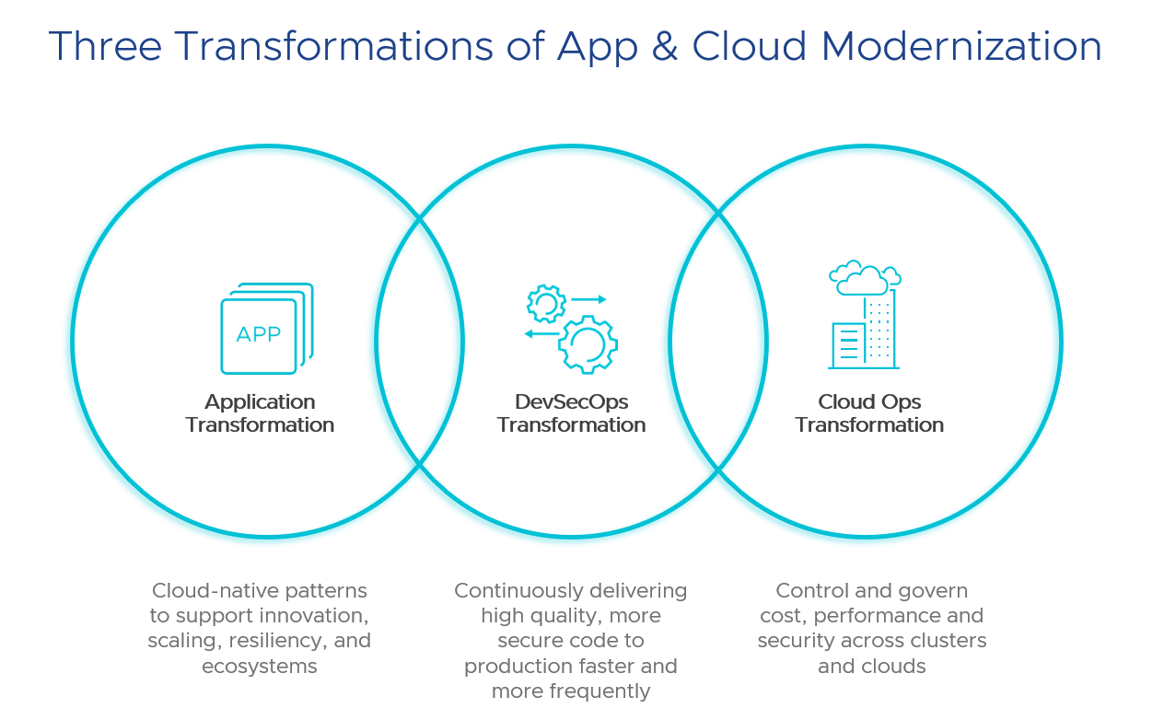 Three Transformations of App & Cloud Modernization
APP
Application
Transformation
DevSecOps
Transformation
Cloud Ops
Transformation
Cloud-native patterns
to support innovation,
scaling, resiliency, and
ecosystems
Continuously delivering
high quality, more
secure code to
production faster and
more frequently
Control and govern
cost, performance and
security across clusters
and clouds